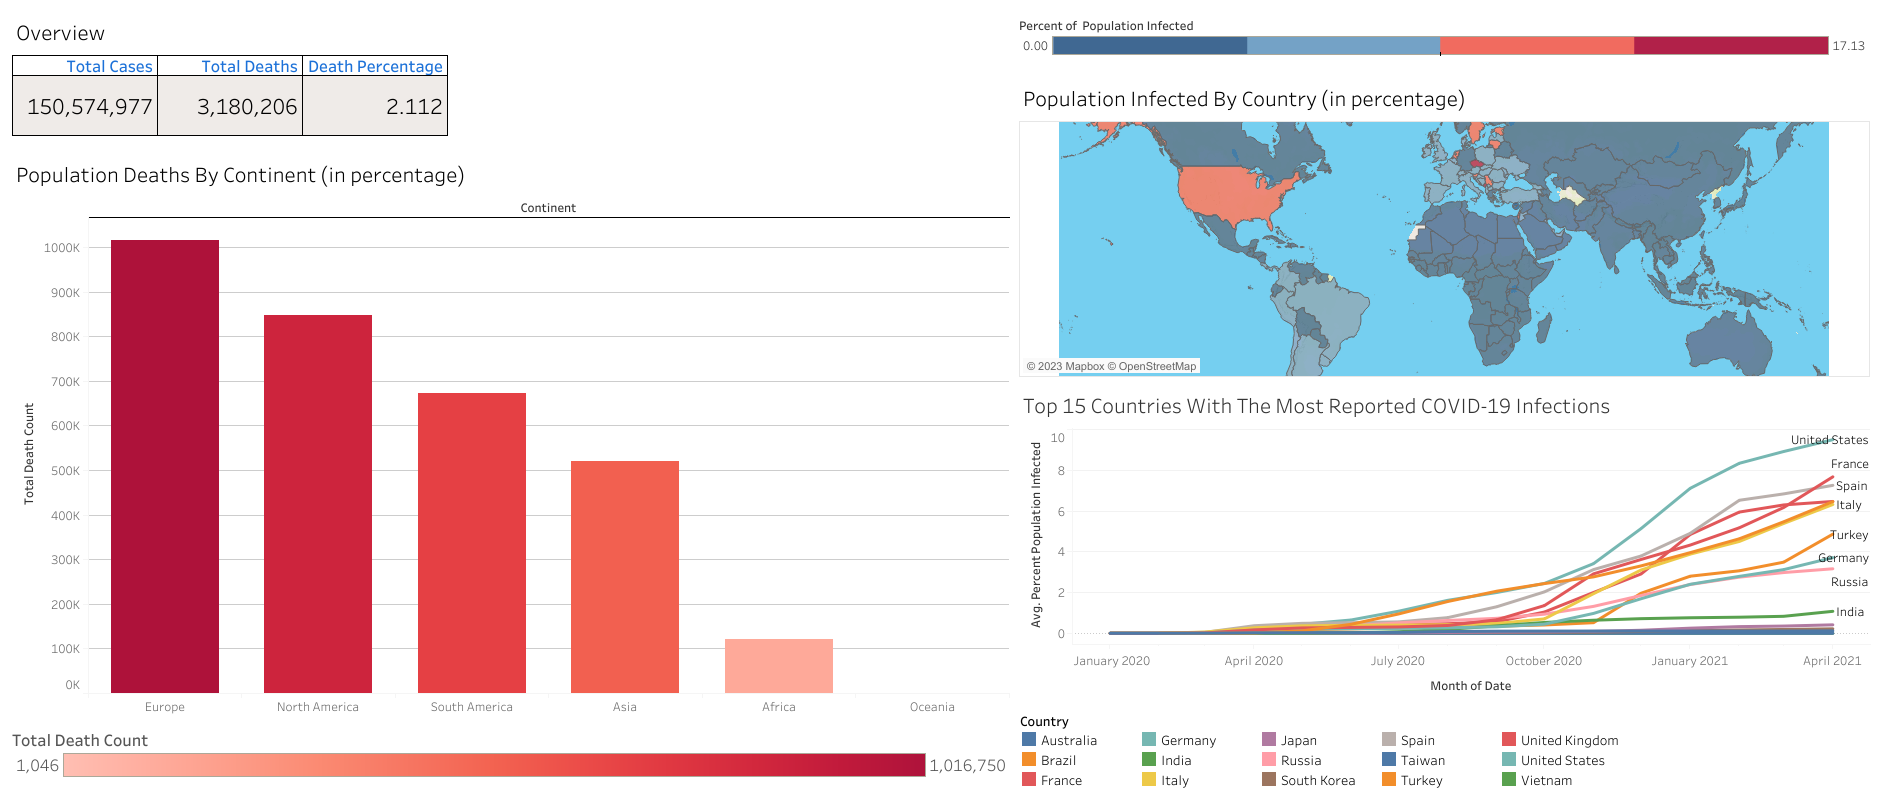 Overview
Total Cases Total Deaths Death Percentage
150,574,977 3,180,206 2.112
Population Deaths By Continent (in percentage)
Continent
Total Death Count
1000K
900K
800K
700K
600K
500K
400K
300K
200K
100K
0K
Europe North America South America Asia Africa Oceania
Total Death Count
1,046 1,016,750
Percent of Population Infected
0.00 17.13
Population Infected By Country (in percentage)
© 2023 Mapbox © OpenStreetMap
Top 15 Countries With The Most Reported COVID-19 Infections
Avg. Percent Population Infected
10
8
6
4
2
0
United States
France
Spain
Italy
Turkey
Germany
Russia
India
January 2020 April 2020 July 2020 October 2020 January 2021 April 2021
Month of Date
Country
Australia Germany Japan Spain United Kingdom
Brazil India Russia Taiwan United States
France Italy South Korea Turkey Vietnam